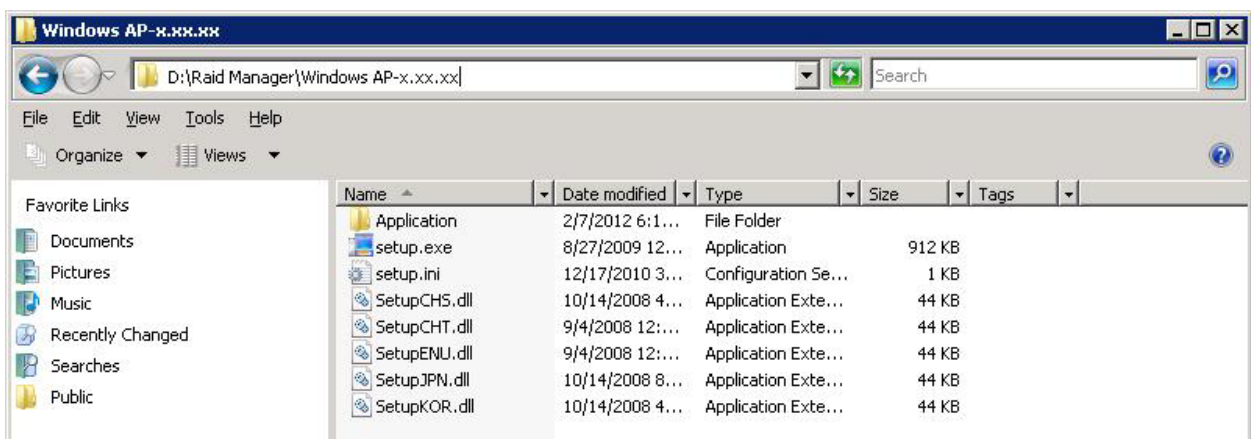 Windows AP-x.xx.xx
D:\Raid Manager\Windows AP-x.xx.xx
Search
File Edit View Tools Help
Organize Views
Favorite Links
Documents
Pictures
Music
Recently Changed
Searches
Public
Name Date modified Type Size Tags
Application 2/7/2012 6:1... File Folder
setup.exe 8/27/2009 12... Application 912 KB
setup.ini 12/17/2010 3... Configuration Se... 1 KB
SetupCHS.dll 10/14/2008 4... Application Exte... 44 KB
SetupCHT.dll 9/4/2008 12:... Application Exte... 44 KB
SetupENU.dll 9/4/2008 12:... Application Exte... 44 KB
SetupJPN.dll 10/14/2008 8... Application Exte... 44 KB
SetupKOR.dll 10/14/2008 4... Application Exte... 44 KB